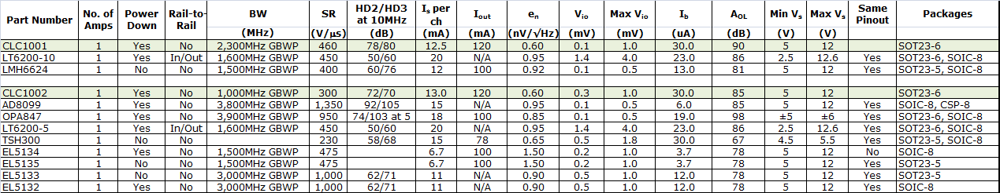 Part Number No. of Amps Power Down Rail-to-Rail BW (MHz) SR (V/µs) HD2/HD3 at 10MHz (dB) Is per ch (mA) Iout (mA) en (nV/√Hz) Vio (mV) Max Vio (mV) Ib (uA) AOL (dB) Min Vs (V) Max Vs (V) Same Pinout Packages
CLC1001 1 Yes No 2,300MHz GBWP 460 78/80 12.5 120 0.60 0.1 1.0 30.0 90 5 12 SOT23-6
LT6200-10 1 Yes In/Out 1,600MHz GBWP 450 50/60 20 N/A 0.95 1.4 4.0 23.0 86 2.5 12.6 Yes SOT23-6, SOIC-8
LMH6624 1 No No 1,500MHz GBWP 400 60/76 12 100 0.92 0.1 0.5 13.0 81 5 12 Yes SOT23-5, SOIC-8
CLC1002 1 Yes No 1,000MHz GBWP 300 72/70 13.0 120 0.60 0.3 1.0 30.0 85 5 12 SOT23-6
AD8099 1 Yes No 3,800MHz GBWP 1,350 92/105 15 N/A 0.95 0.1 0.5 6.0 85 5 12 Yes SOIC-8, CSP-8
OPA847 1 Yes No 3,900MHz GBWP 950 74/103 at 5 18 100 0.85 0.1 0.5 19.0 98 ±5 ±6 Yes SOT23-6, SOIC-8
LT6200-5 1 Yes In/Out 1,600MHz GBWP 450 50/60 20 N/A 0.95 1.4 4.0 23.0 86 2.5 12.6 Yes SOT23-6, SOIC-8
TSH300 1 No No 230 58/68 15 78 0.65 0.5 1.8 30.0 67 4.5 5.5 Yes SOT23-5, SOIC-8
EL5134 1 Yes No 1,500MHz GBWP 475 6.7 100 1.50 0.2 1.0 3.7 78 5 12 No SOIC-8
EL5135 1 No No 1,500MHz GBWP 475 6.7 100 1.50 0.2 1.0 3.7 78 5 12 Yes SOT23-5
EL5133 1 No No 3,000MHz GBWP 1,000 62/71 11 N/A 0.90 0.5 1.0 12.0 78 5 12 Yes SOT23-5
EL5132 1 Yes No 3,000MHz GBWP 1,000 62/71 11 N/A 0.90 0.5 1.0 12.0 78 5 12 Yes SOIC-8